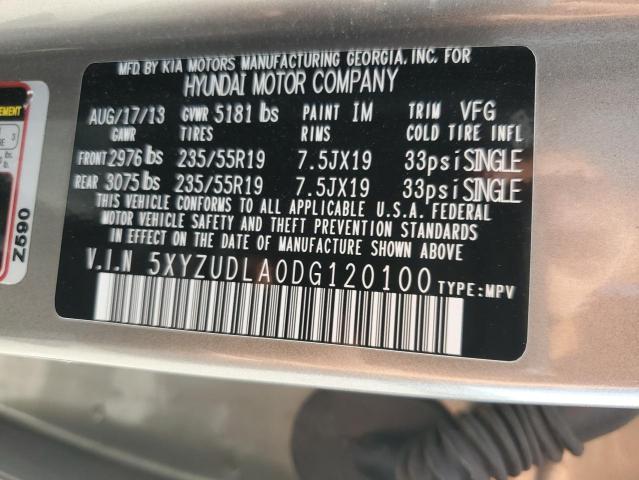 MFD. BY KIA MOTORS MANUFACTURING GEORGIA, INC. FOR
HYUNDAI MOTOR COMPANY
AUG/17/13 GVWR 5181 lbs PAINT IM TRIM VFG
GAWR TIRES RIMS COLD TIRE INFL
FRONT 2976 lbs 235/55R19 7.5JX19 33psi SINGLE
REAR 3075 lbs 235/55R19 7.5JX19 33psi SINGLE
THIS VEHICLE CONFORMS TO ALL APPLICABLE U.S.A. FEDERAL
MOTOR VEHICLE SAFETY AND THEFT PREVENTION STANDARDS
IN EFFECT ON THE DATE OF MANUFACTURE SHOWN ABOVE.
V.I.N 5XYZUDLA0DG120100 TYPE:MPV
Z590